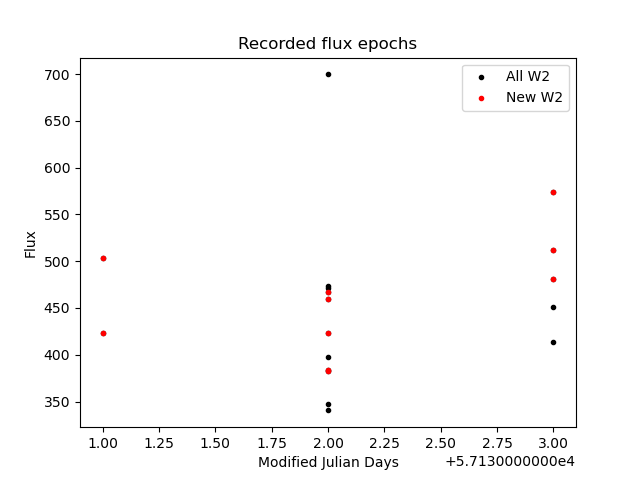 Recorded flux epochs
All W2
New W2
700
650
600
550
500
450
400
350
Flux
1.00 1.25 1.50 1.75 2.00 2.25 2.50 2.75 3.00
Modified Julian Days
+5.7130000000e4